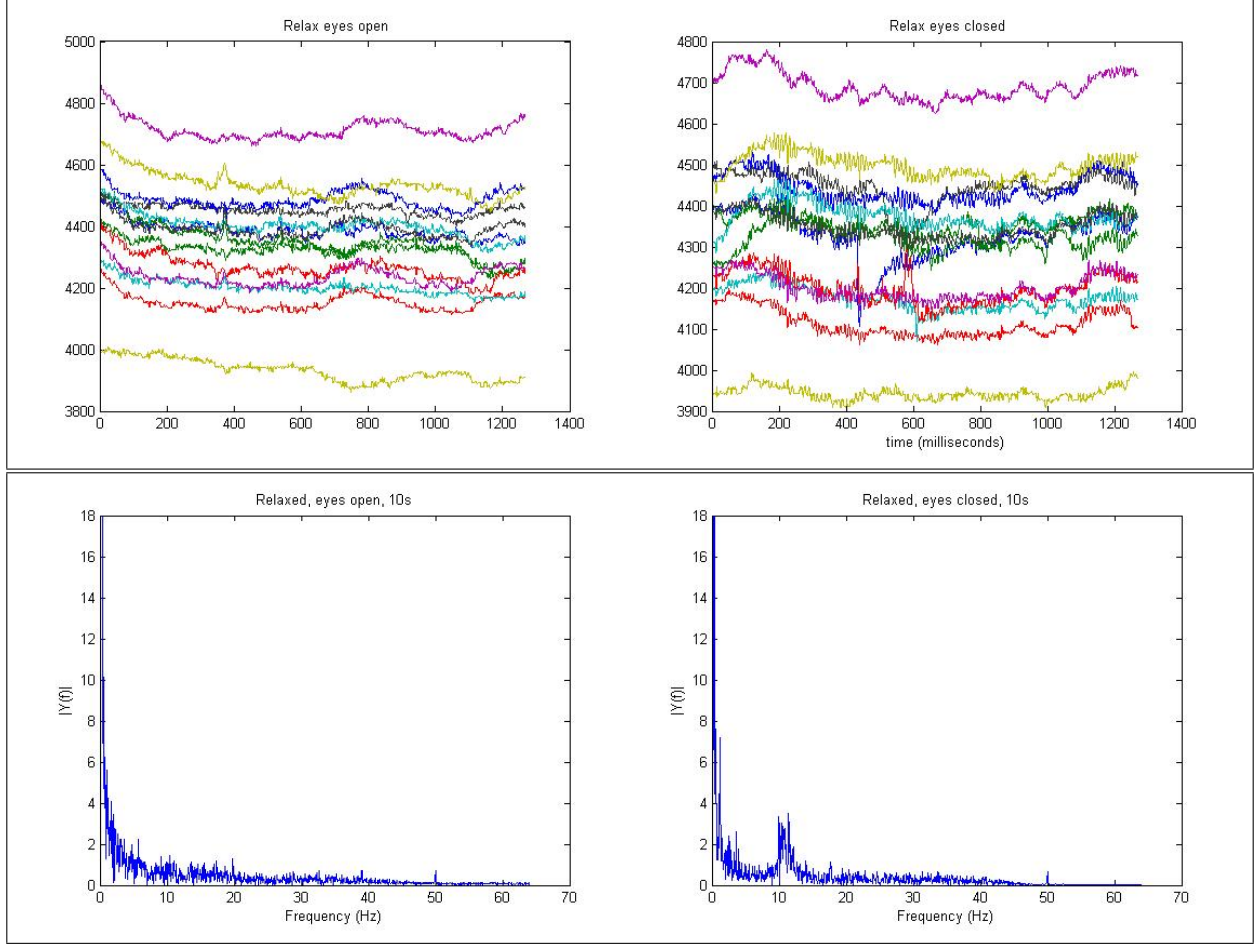 Relax eyes open
5000
4800
4600
4400
4200
4000
3800
0 200 400 600 800 1000 1200 1400
Relax eyes closed
4800
4700
4600
4500
4400
4300
4200
4100
4000
3900
0 200 400 600 800 1000 1200 1400
time (milliseconds)
Relaxed, eyes open, 10s
|Y(f)|
18
16
14
12
10
8
6
4
2
0
0 10 20 30 40 50 60 70
Frequency (Hz)
Relaxed, eyes closed, 10s
|Y(f)|
18
16
14
12
10
8
6
4
2
0
0 10 20 30 40 50 60 70
Frequency (Hz)